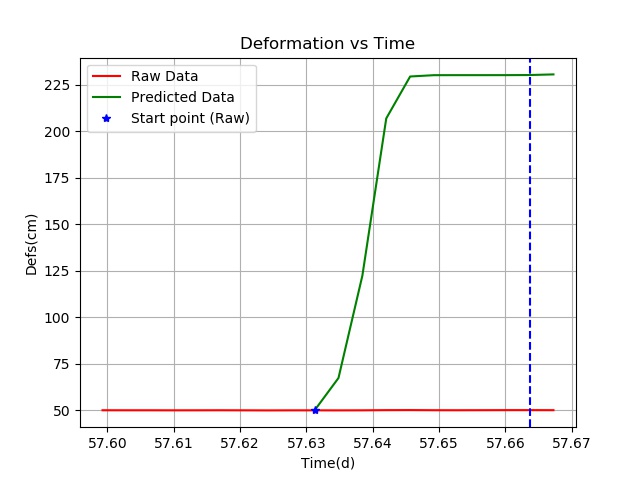 Deformation vs Time
Raw Data
Predicted Data
Start point (Raw)
225
200
175
150
125
100
75
50
Defs(cm)
57.60 57.61 57.62 57.63 57.64 57.65 57.66 57.67
Time(d)